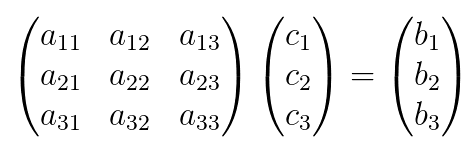 a₁₁ a₁₂ a₁₃ c₁ b₁
a₂₁ a₂₂ a₂₃ c₂ = b₂
a₃₁ a₃₂ a₃₃ c₃ b₃